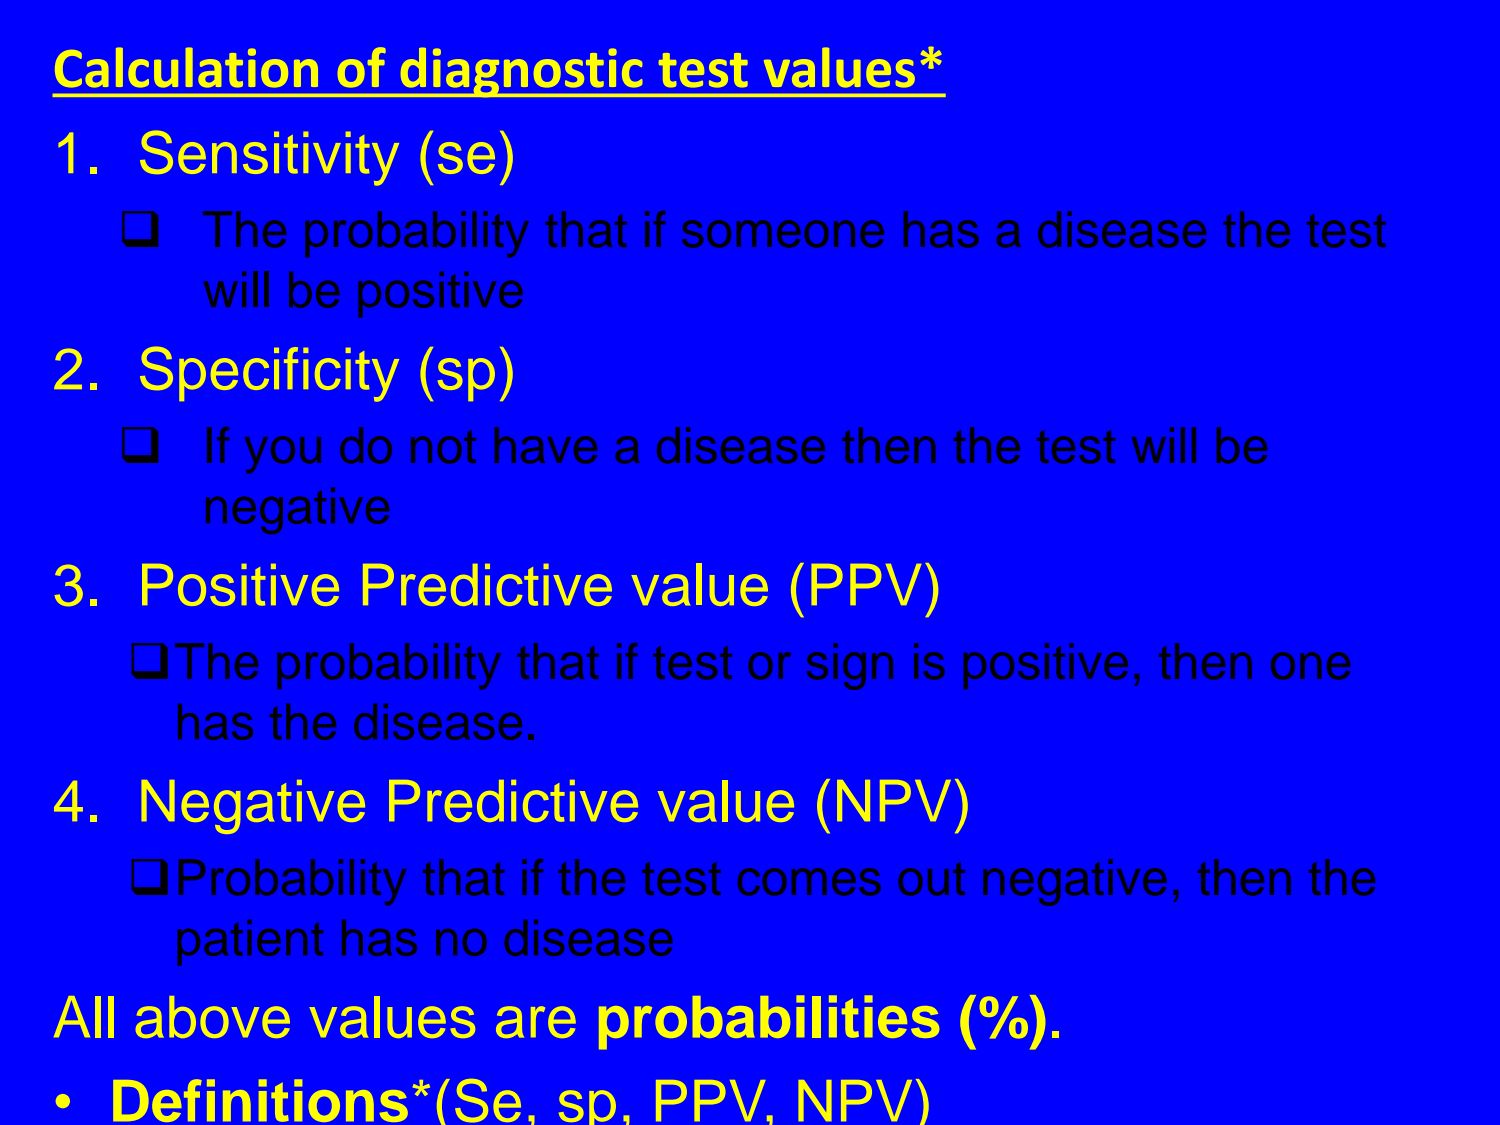 Calculation of diagnostic test values*
1. Sensitivity (se)
❑ The probability that if someone has a disease the test
will be positive
2. Specificity (sp)
❑ If you do not have a disease then the test will be
negative
3. Positive Predictive value (PPV)
❑The probability that if test or sign is positive, then one
has the disease.
4. Negative Predictive value (NPV)
❑Probability that if the test comes out negative, then the
patient has no disease
All above values are probabilities (%).
• Definitions*(Se, sp, PPV, NPV)